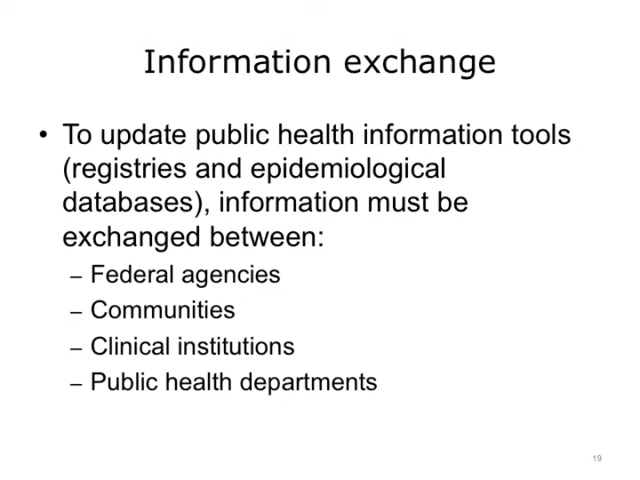 Information exchange
• To update public health information tools
(registries and epidemiological
databases), information must be
exchanged between:
– Federal agencies
– Communities
– Clinical institutions
– Public health departments
19